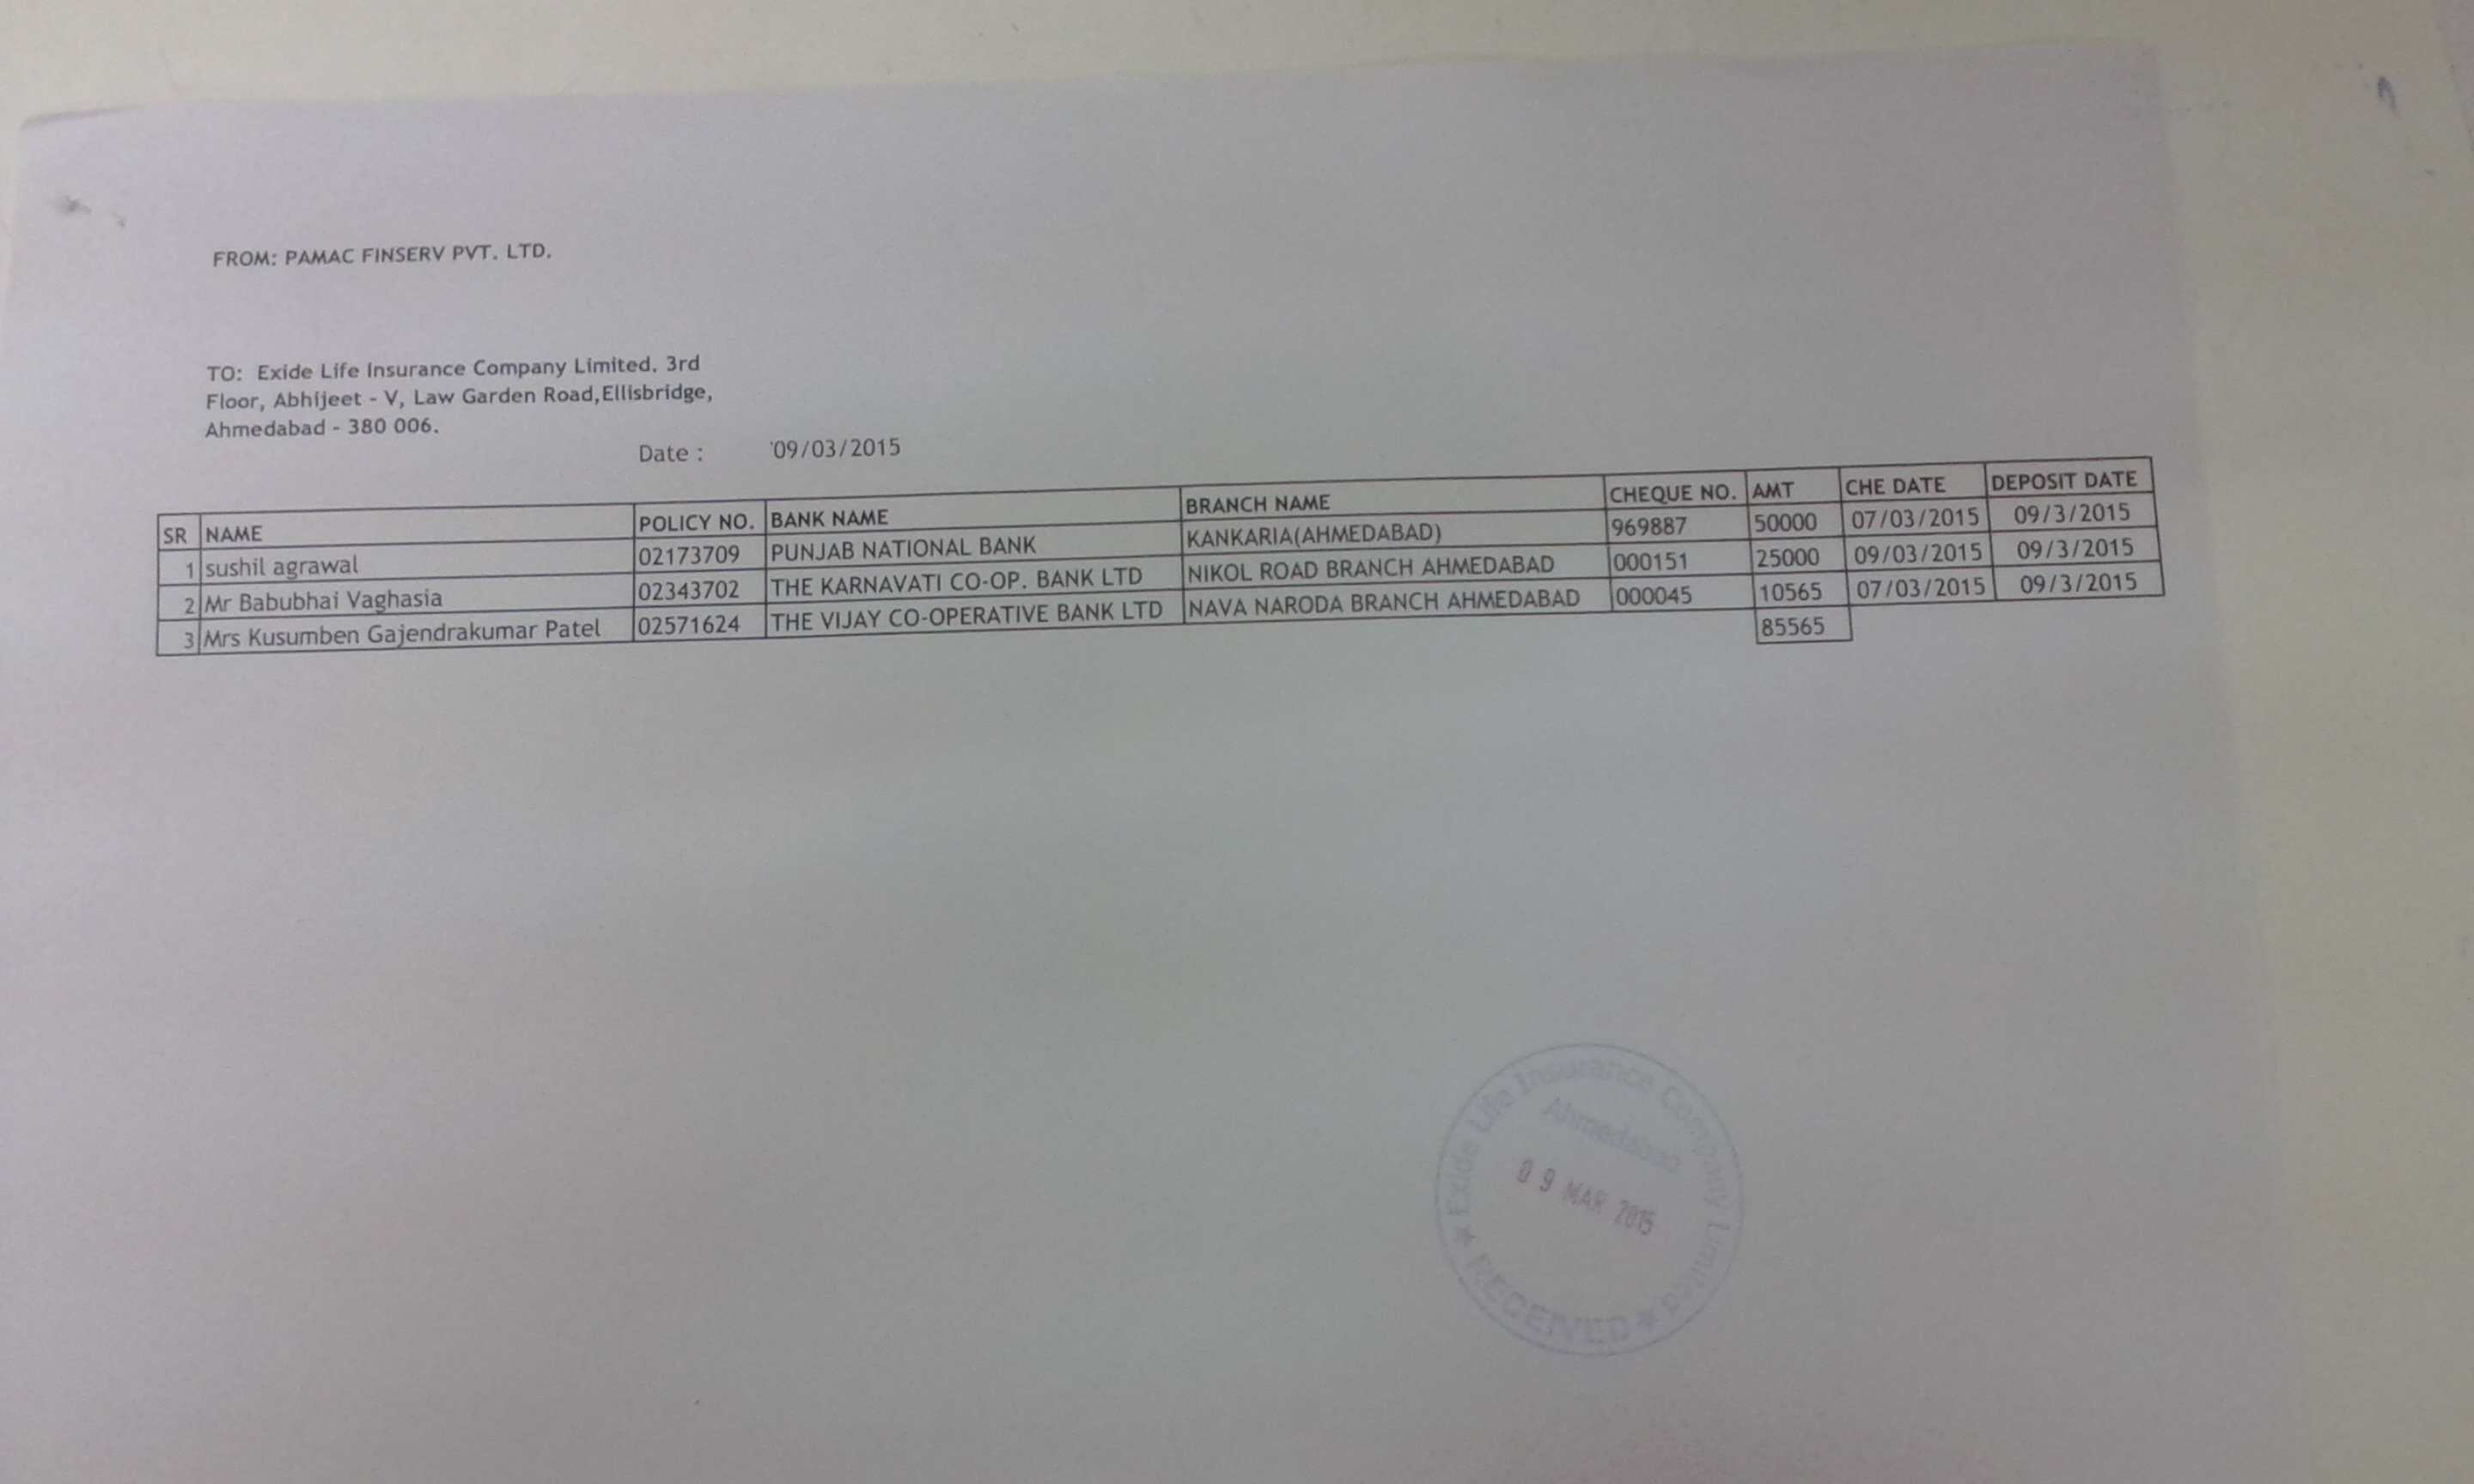 FROM: PAMAC FINSERV PVT. LTD.
TO: Exide Life Insurance Company Limited. 3rd
Floor, Abhijeet - V, Law Garden Road,Ellisbridge,
Ahmedabad - 380 006.
Date : '09/03/2015
SR NAME POLICY NO. BANK NAME BRANCH NAME CHEQUE NO. AMT CHE DATE DEPOSIT DATE
1 sushil agrawal 02173709 PUNJAB NATIONAL BANK KANKARIA(AHMEDABAD) 969887 50000 07/03/2015 09/3/2015
2 Mr Babubhai Vaghasia 02343702 THE KARNAVATI CO-OP. BANK LTD NIKOL ROAD BRANCH AHMEDABAD 000151 25000 09/03/2015 09/3/2015
3 Mrs Kusumben Gajendrakumar Patel 02571624 THE VIJAY CO-OPERATIVE BANK LTD NAVA NARODA BRANCH AHMEDABAD 000045 10565 07/03/2015 09/3/2015
85565
Exide Life Insurance Company Limited
Ahmedabad
09 MAR 2015
★ RECEIVED ★